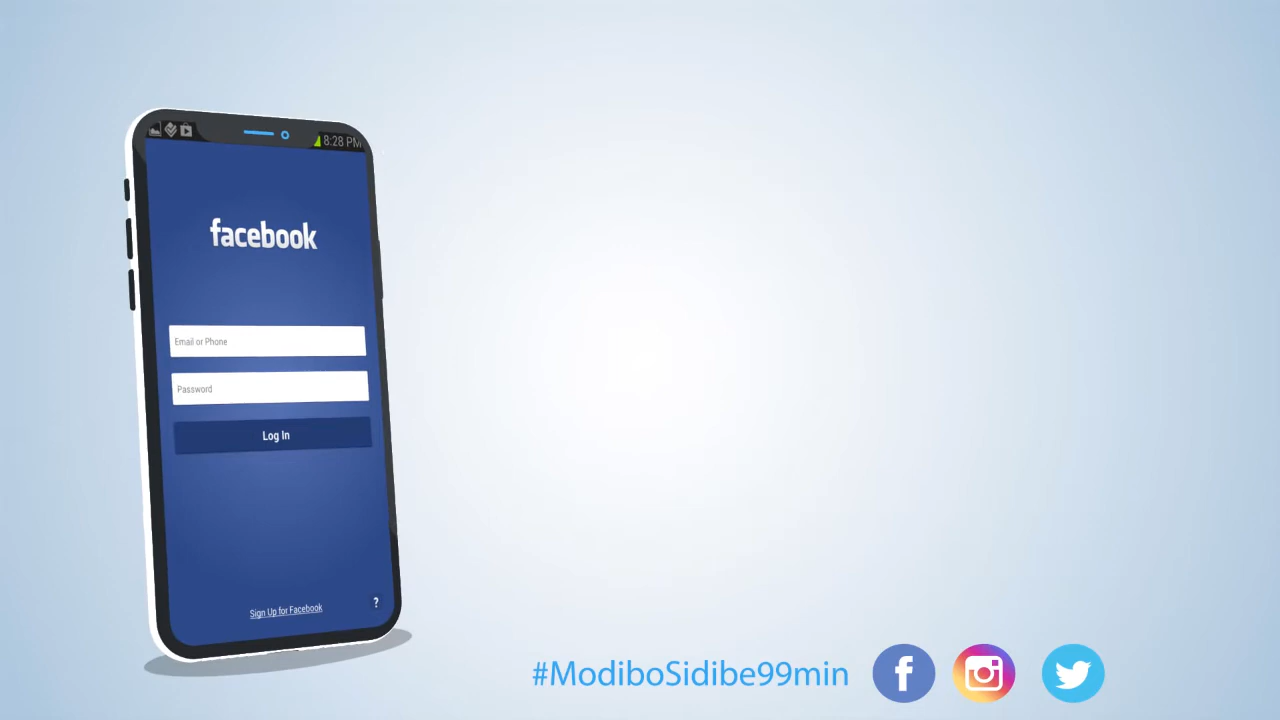 8:28 PM
facebook
Email or Phone
Password
Log In
Sign Up for Facebook
?
#ModiboSidibe99min